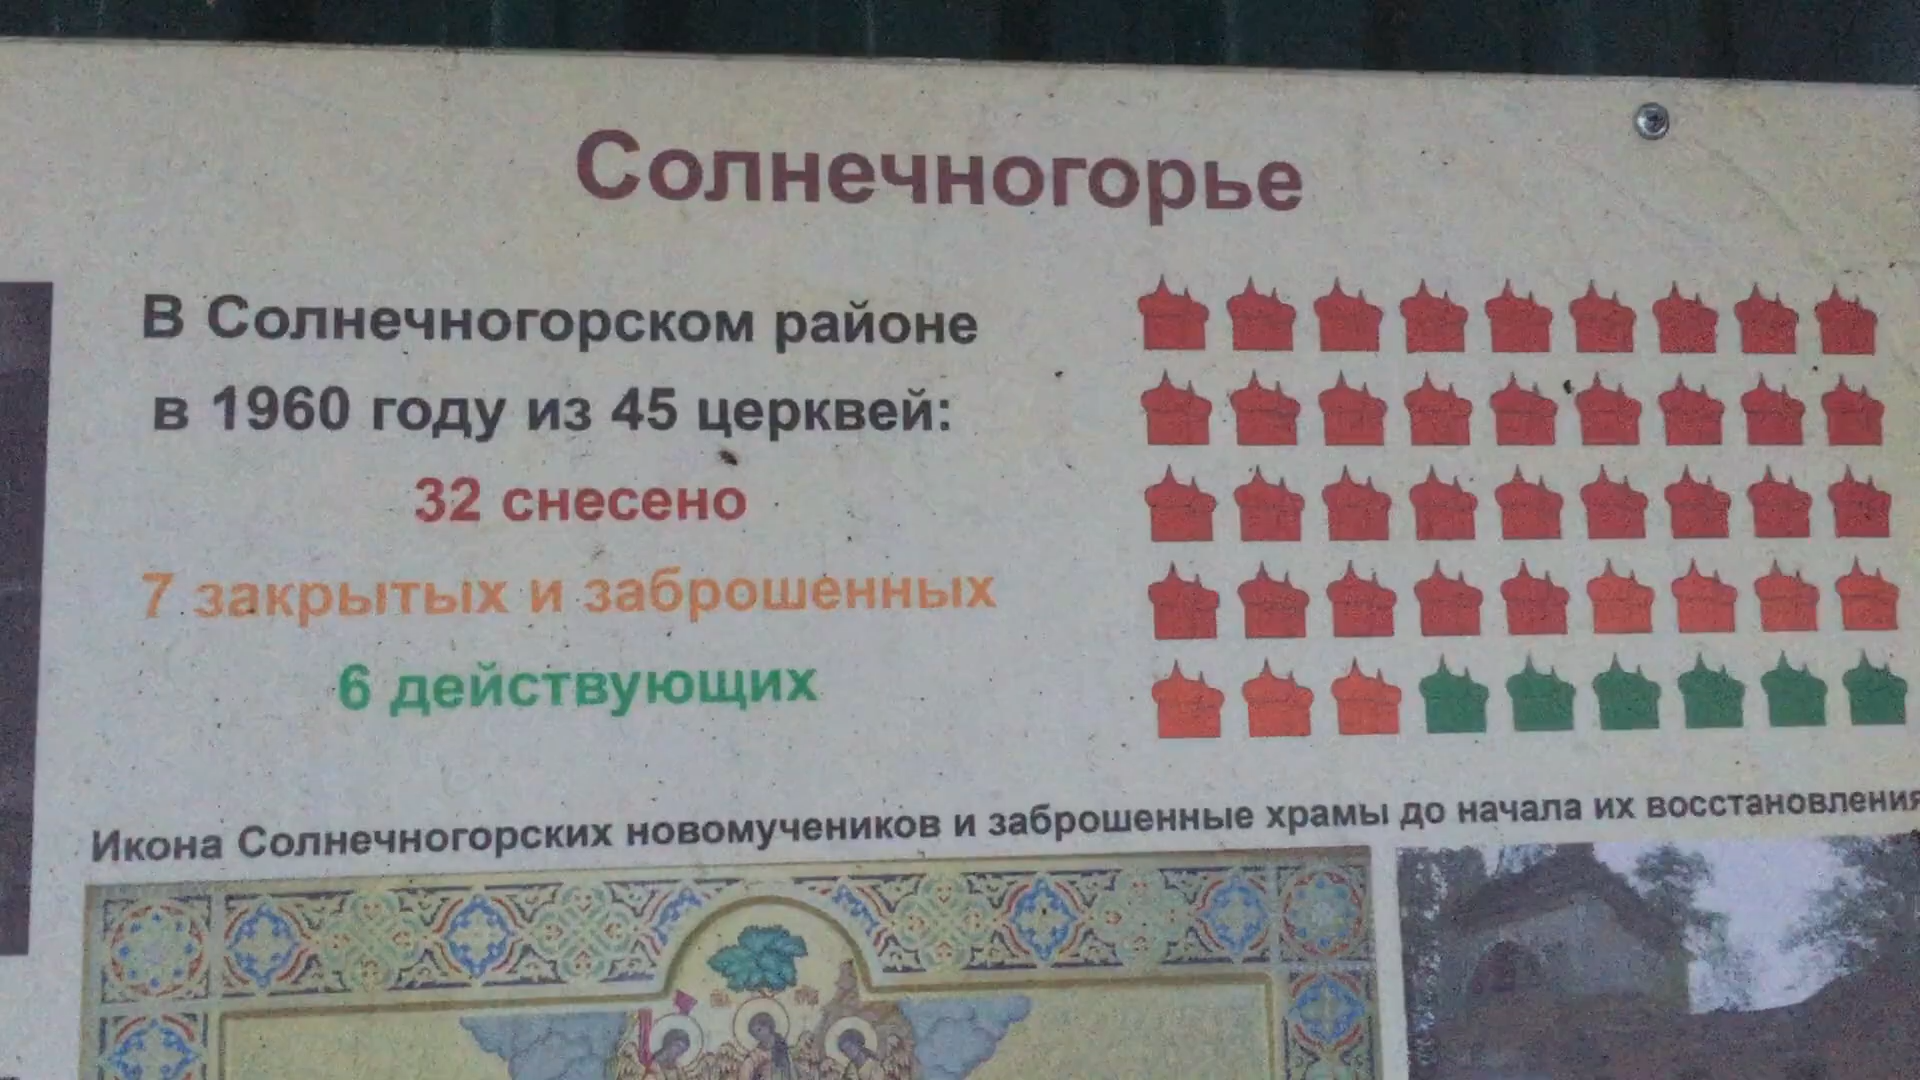 Солнечногорье
В Солнечногорском районе
в 1960 году из 45 церквей:
32 снесено
7 закрытых и заброшенных
6 действующих
Икона Солнечногорских новомучеников и заброшенные храмы до начала их восстановления